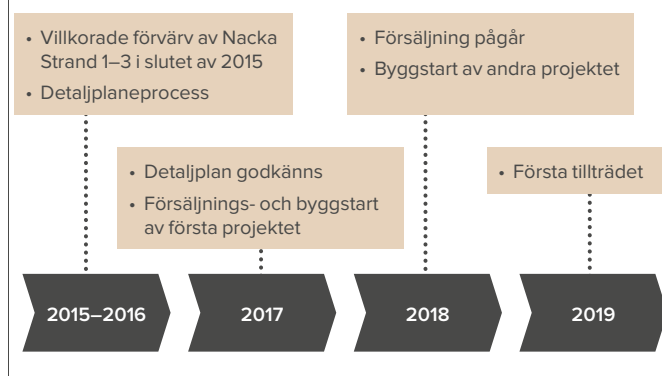 • Villkorade förvärv av Nacka
Strand 1–3 i slutet av 2015
• Detaljplaneprocess
• Försäljning pågår
• Byggstart av andra projektet
• Detaljplan godkänns
• Försäljnings- och byggstart
av första projektet
• Första tillträdet
2015–2016
2017
2018
2019